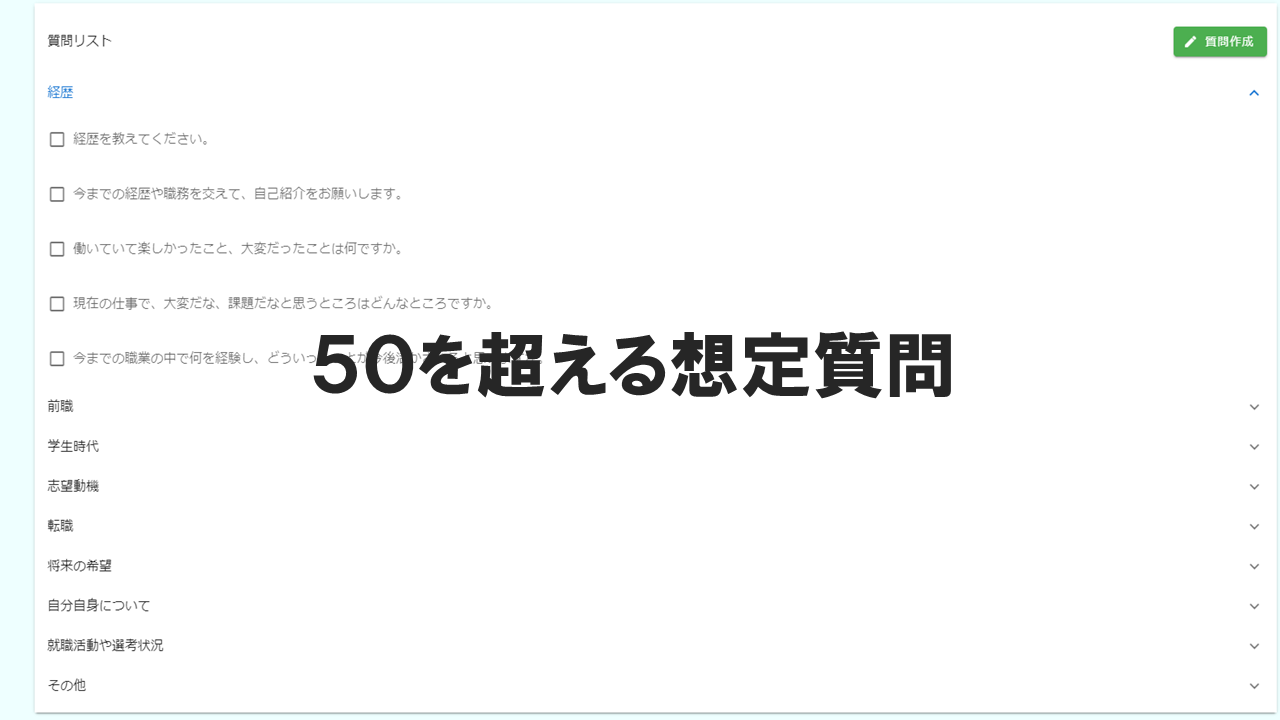 質問リスト
質問作成
経歴
経歴を教えてください。
今までの経歴や職務を交えて、自己紹介をお願いします。
働いていて楽しかったこと、大変だったことは何ですか。
現在の仕事で、大変だな、課題だなと思うところはどんなところですか。
今までの職業の中で何を経験し、どういっ
50を超える想定質問
前職
学生時代
志望動機
転職
将来の希望
自分自身について
就職活動や選考状況
その他